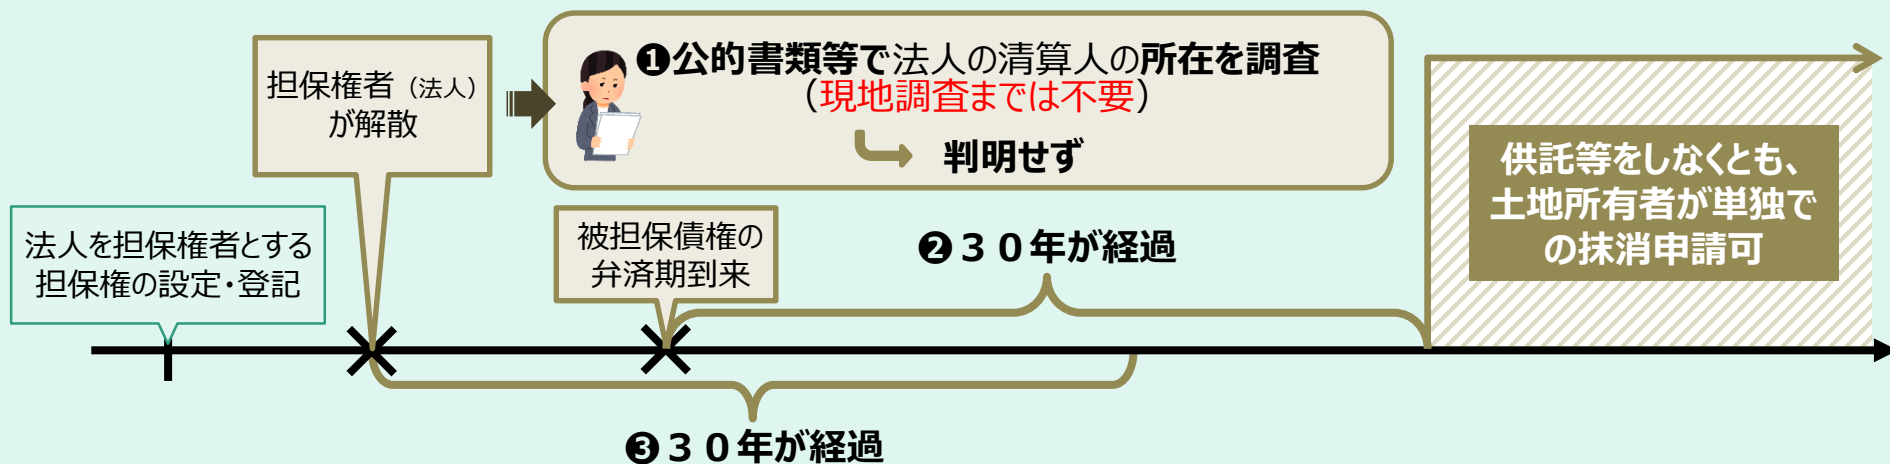 担保権者（法人）
が解散
❶公的書類等で法人の清算人の所在を調査
（現地調査までは不要）
判明せず
法人を担保権者とする
担保権の設定・登記
被担保債権の
弁済期到来
❷３０年が経過
供託等をしなくとも、
土地所有者が単独で
の抹消申請可
❸３０年が経過